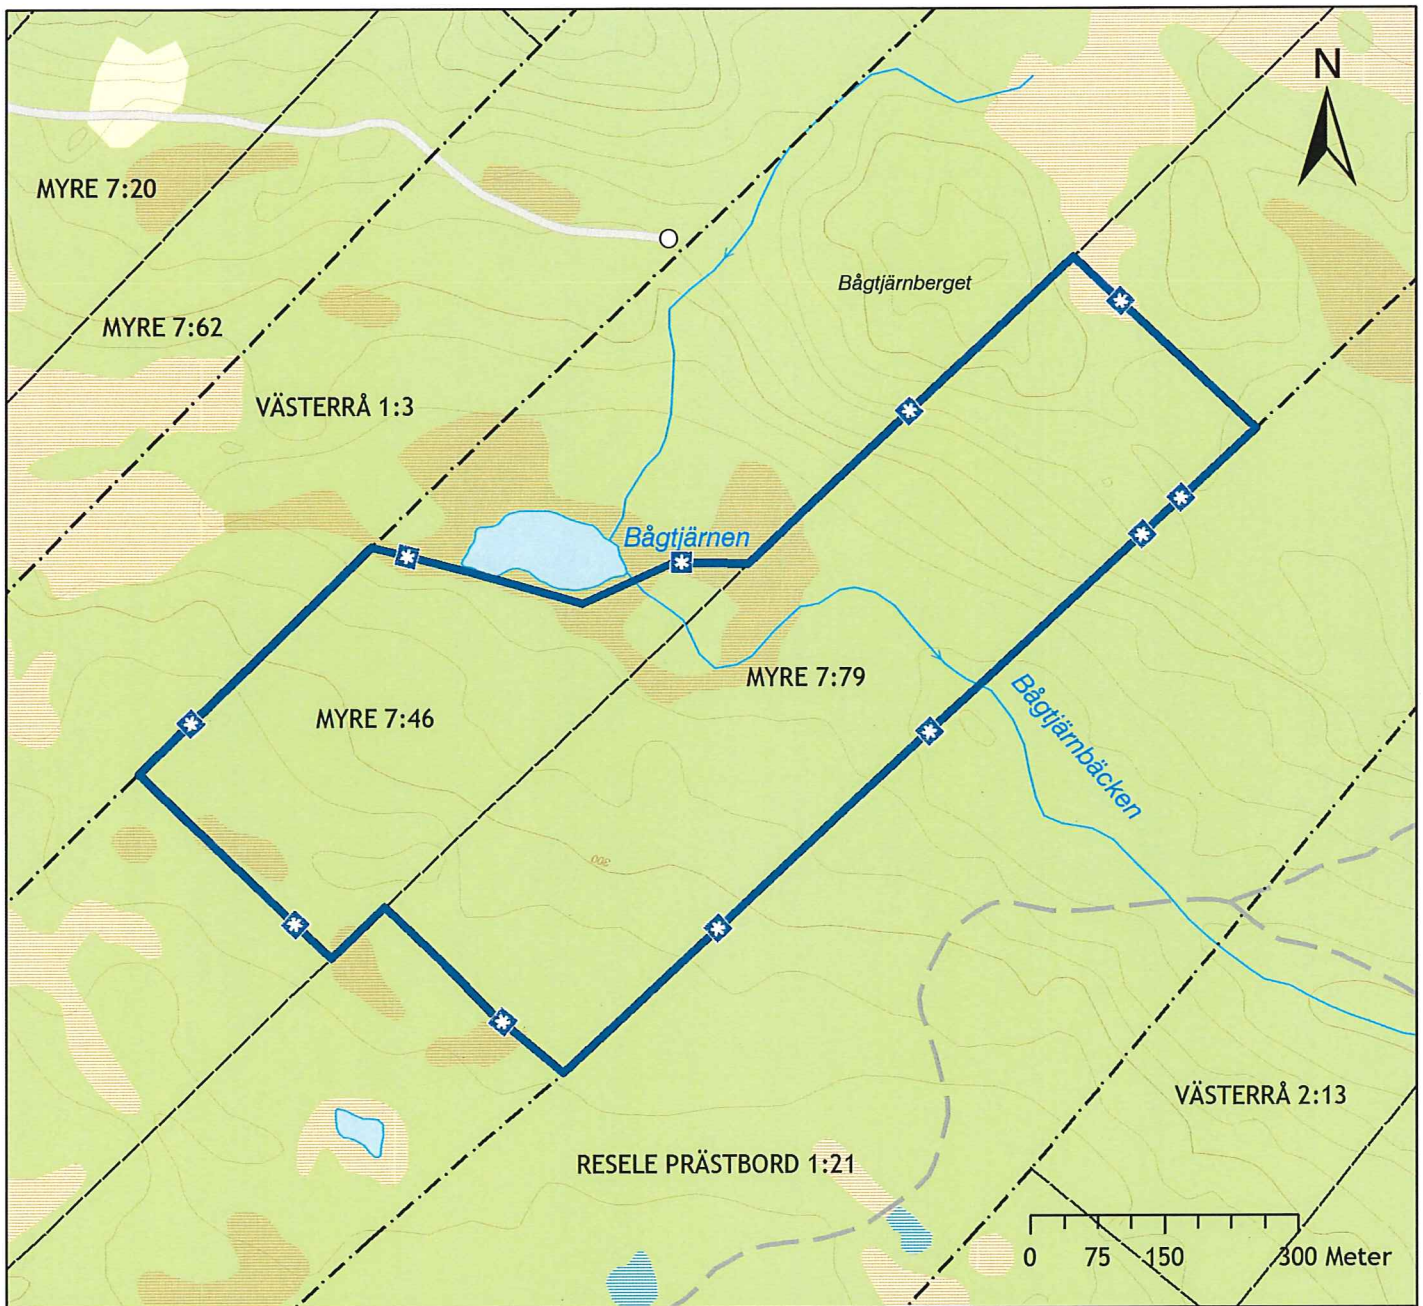 N
MYRE 7:20
Bågtjärnberget
MYRE 7:62
VÄSTERRÅ 1:3
Bågtjärnen
MYRE 7:79
MYRE 7:46
Bågtjärnbäcken
300
VÄSTERRÅ 2:13
RESELE PRÄSTBORD 1:21
0 75 150 300 Meter